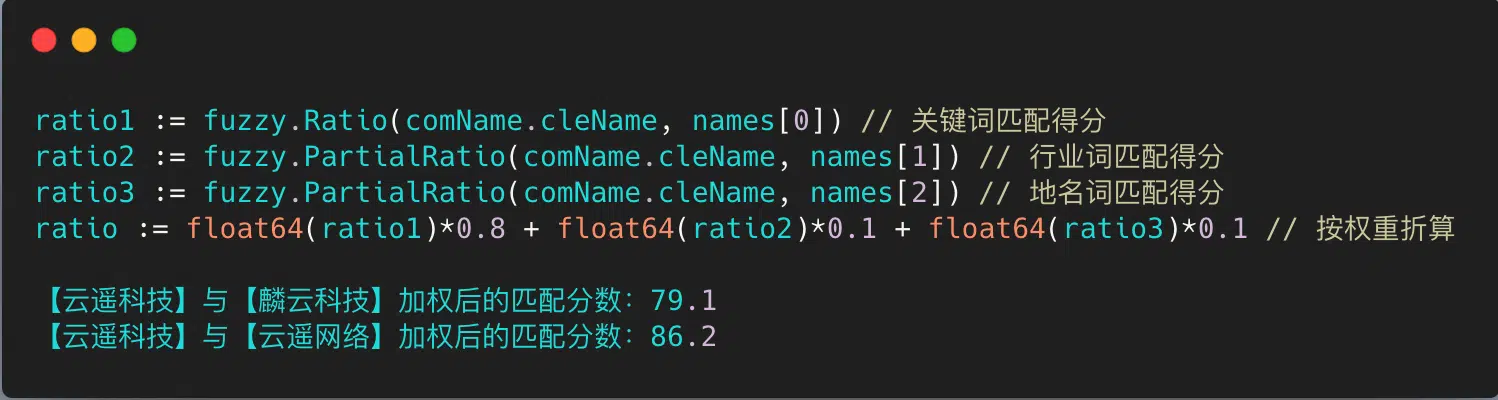 ratio1 := fuzzy.Ratio(comName.cleName, names[0]) // 关键词匹配得分
ratio2 := fuzzy.PartialRatio(comName.cleName, names[1]) // 行业词匹配得分
ratio3 := fuzzy.PartialRatio(comName.cleName, names[2]) // 地名词匹配得分
ratio := float64(ratio1)*0.8 + float64(ratio2)*0.1 + float64(ratio3)*0.1 // 按权重折算
【云遥科技】与【麟云科技】加权后的匹配分数：79.1
【云遥科技】与【云遥网络】加权后的匹配分数：86.2